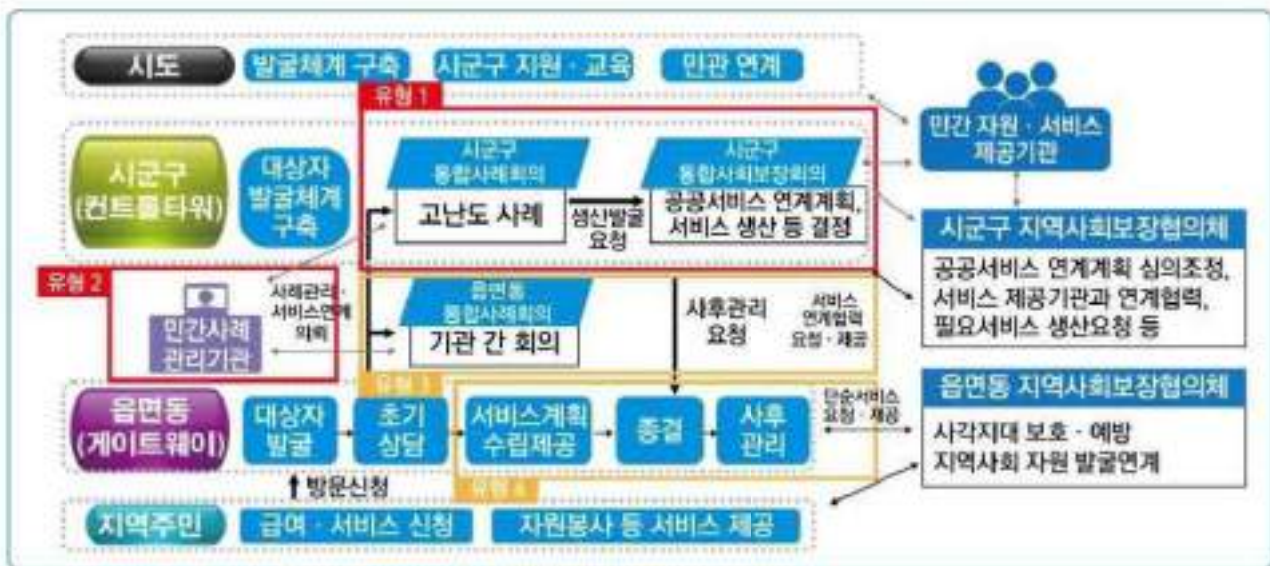 시도
발굴체계 구축
시군구 지원·교육
민관 연계
유형 1
민간 자원·서비스
제공기관
시군구
(컨트롤타워)
대상자
발굴체계
구축
시군구
통합사례회의
고난도 사례
생산발굴
요청
시군구
통합사회보장회의
공공서비스 연계계획,
서비스 생산 등 결정
시군구 지역사회보장협의체
공공서비스 연계계획 심의조정,
서비스 제공기관과 연계협력,
필요서비스 생산요청 등
유형 2
민간사례
관리기관
사례관리·
서비스연계
의뢰
읍면동
통합사례회의
기관 간 회의
사후관리
요청
서비스
연계협력
요청·제공
유형 3
읍면동
(게이트웨이)
대상자
발굴
초기
상담
서비스계획
수립제공
종결
사후
관리
단순서비스
요청·제공
읍면동 지역사회보장협의체
사각지대 보호·예방
지역사회 자원 발굴연계
유형 4
방문신청
지역주민
급여·서비스 신청
자원봉사 등 서비스 제공